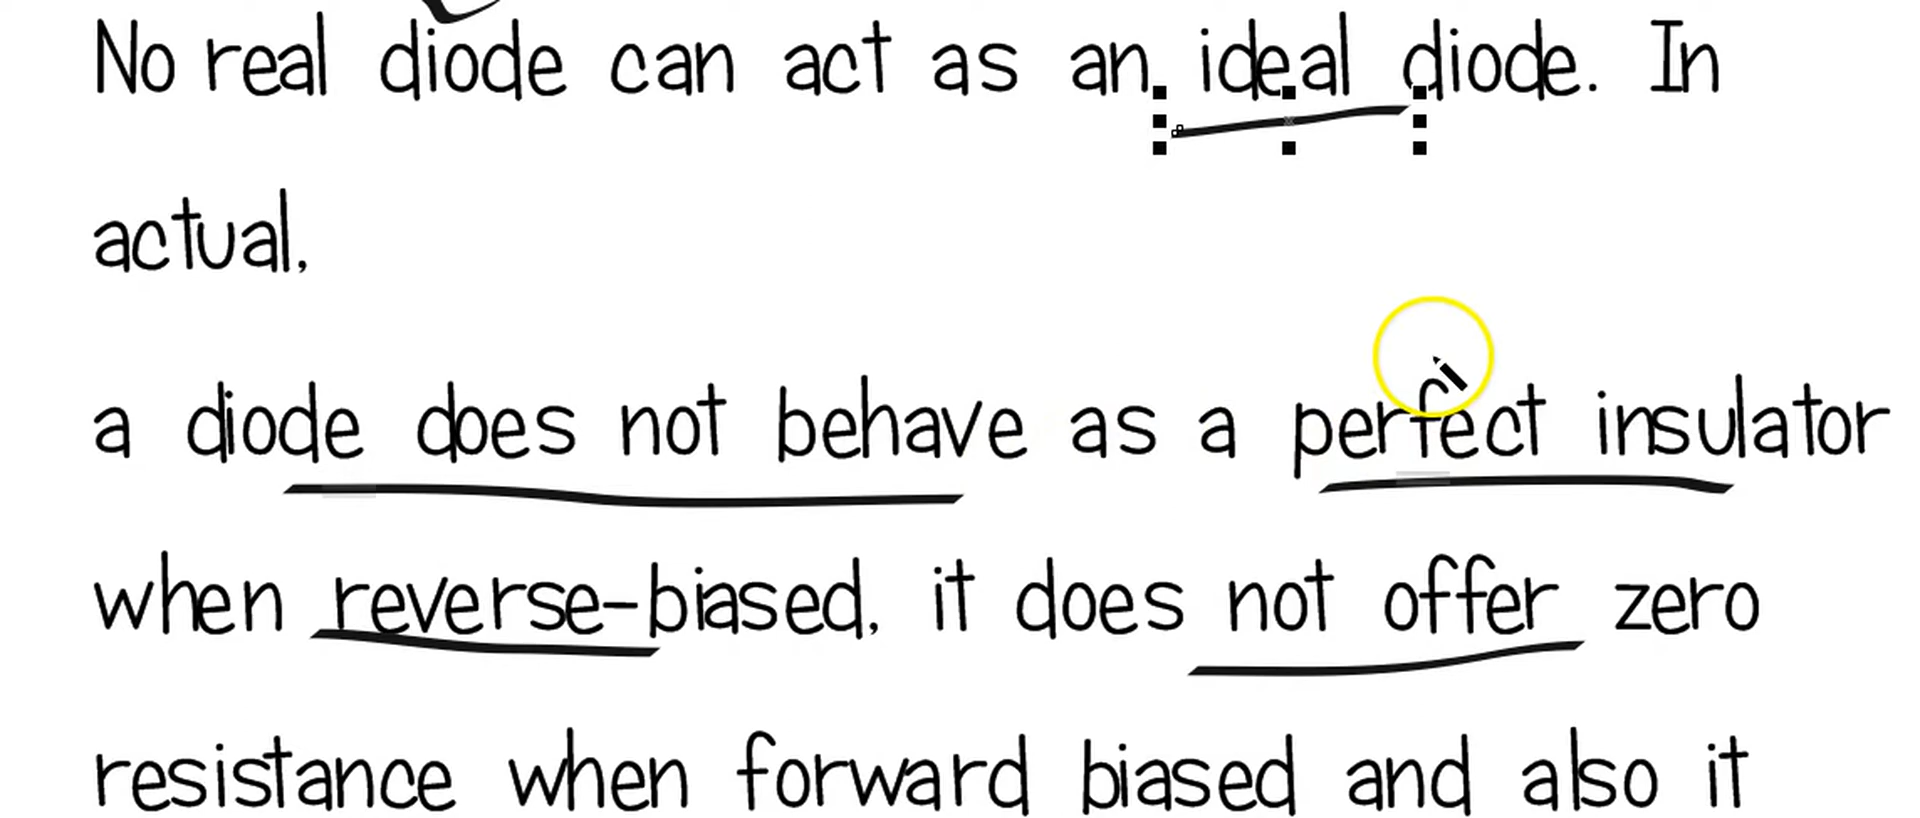 No real diode can act as an ideal diode. In
actual,
a diode does not behave as a perfect insulator
when reverse-biased, it does not offer zero
resistance when forward biased and also it